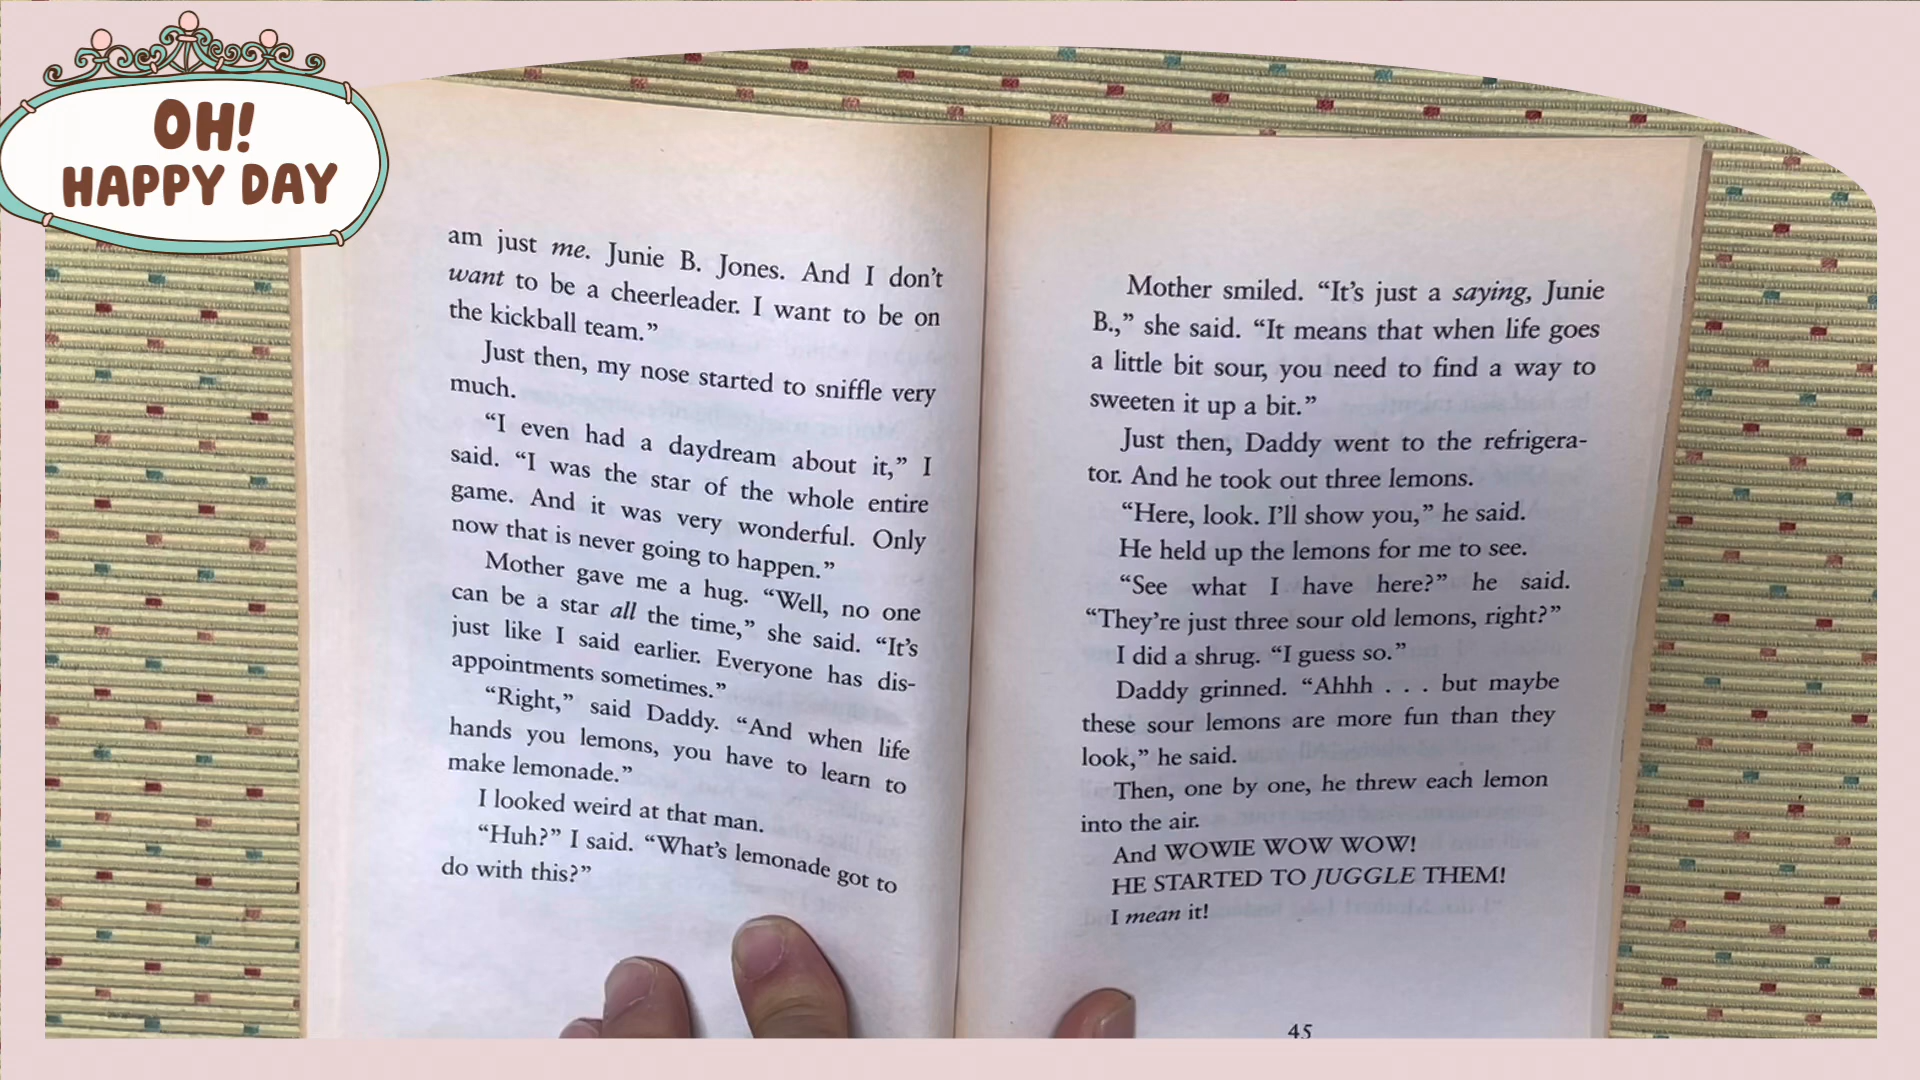 OH!
HAPPY DAY
am just me. Junie B. Jones. And I don’t
want to be a cheerleader. I want to be on
the kickball team.”
Just then, my nose started to sniffle very
much.
“I even had a daydream about it,” I
said. “I was the star of the whole entire
game. And it was very wonderful. Only
now that is never going to happen.”
Mother gave me a hug. “Well, no one
can be a star all the time,” she said. “It’s
just like I said earlier. Everyone has dis-
appointments sometimes.”
“Right,” said Daddy. “And when life
hands you lemons, you have to learn to
make lemonade.”
I looked weird at that man.
“Huh?” I said. “What’s lemonade got to
do with this?”
Mother smiled. “It’s just a saying, Junie
B.,” she said. “It means that when life goes
a little bit sour, you need to find a way to
sweeten it up a bit.”
Just then, Daddy went to the refrigera-
tor. And he took out three lemons.
“Here, look. I’ll show you,” he said.
He held up the lemons for me to see.
“See what I have here?” he said.
“They’re just three sour old lemons, right?”
I did a shrug. “I guess so.”
Daddy grinned. “Ahhh . . . but maybe
these sour lemons are more fun than they
look,” he said.
Then, one by one, he threw each lemon
into the air.
And WOWIE WOW WOW!
HE STARTED TO JUGGLE THEM!
I mean it!
45